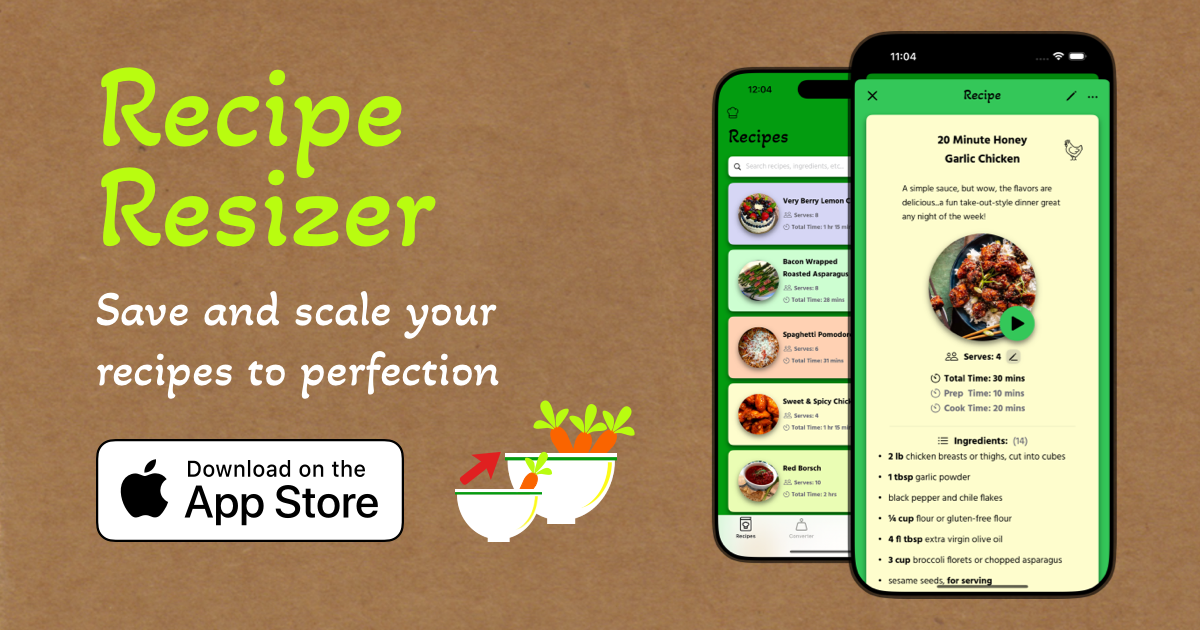 Recipe
Resizer
Save and scale your
recipes to perfection
Download on the
App Store
12:04
Recipes
Search recipes, ingredients, etc.
Very Berry Lemon C
Serves: 8
Total Time: 1 hr 15 min
Bacon Wrapped
Roasted Asparagus
Serves: 8
Total Time: 28 mins
Spaghetti Pomodoro
Serves: 6
Total Time: 31 mins
Sweet & Spicy Chick
Serves: 4
Total Time: 1 hr 15 min
Red Borsch
Serves: 10
Total Time: 2 hrs
Recipes
Converter
11:04
Recipe
20 Minute Honey
Garlic Chicken
A simple sauce, but wow, the flavors are
delicious...a fun take-out-style dinner great
any night of the week!
Serves: 4
Total Time: 30 mins
Prep Time: 10 mins
Cook Time: 20 mins
Ingredients: (14)
• 2 lb chicken breasts or thighs, cut into cubes
• 1 tbsp garlic powder
• black pepper and chile flakes
• ¼ cup flour or gluten-free flour
• 4 fl tbsp extra virgin olive oil
• 3 cup broccoli florets or chopped asparagus
• sesame seeds, for serving